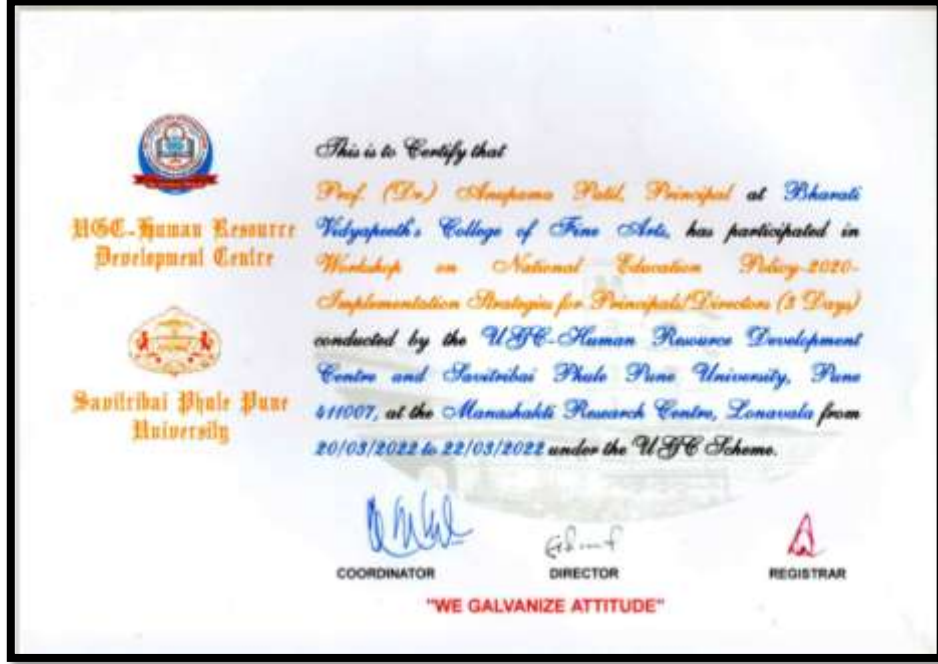 UGC-Human Resource
Development Centre
Savitribai Phule Pune
University
This is to Certify that
Prof. (Dr.) Anupama Patil, Principal at Bharati
Vidyapeeth's College of Fine Arts, has participated in
Workshop on National Education Policy-2020-
Implementation Strategies for Principals/Directors (3 Days)
conducted by the UGC-Human Resource Development
Centre and Savitribai Phule Pune University, Pune
411007, at the Manashakti Research Centre, Lonavala from
20/03/2022 to 22/03/2022 under the UGC Scheme.
COORDINATOR
DIRECTOR
REGISTRAR
"WE GALVANIZE ATTITUDE"